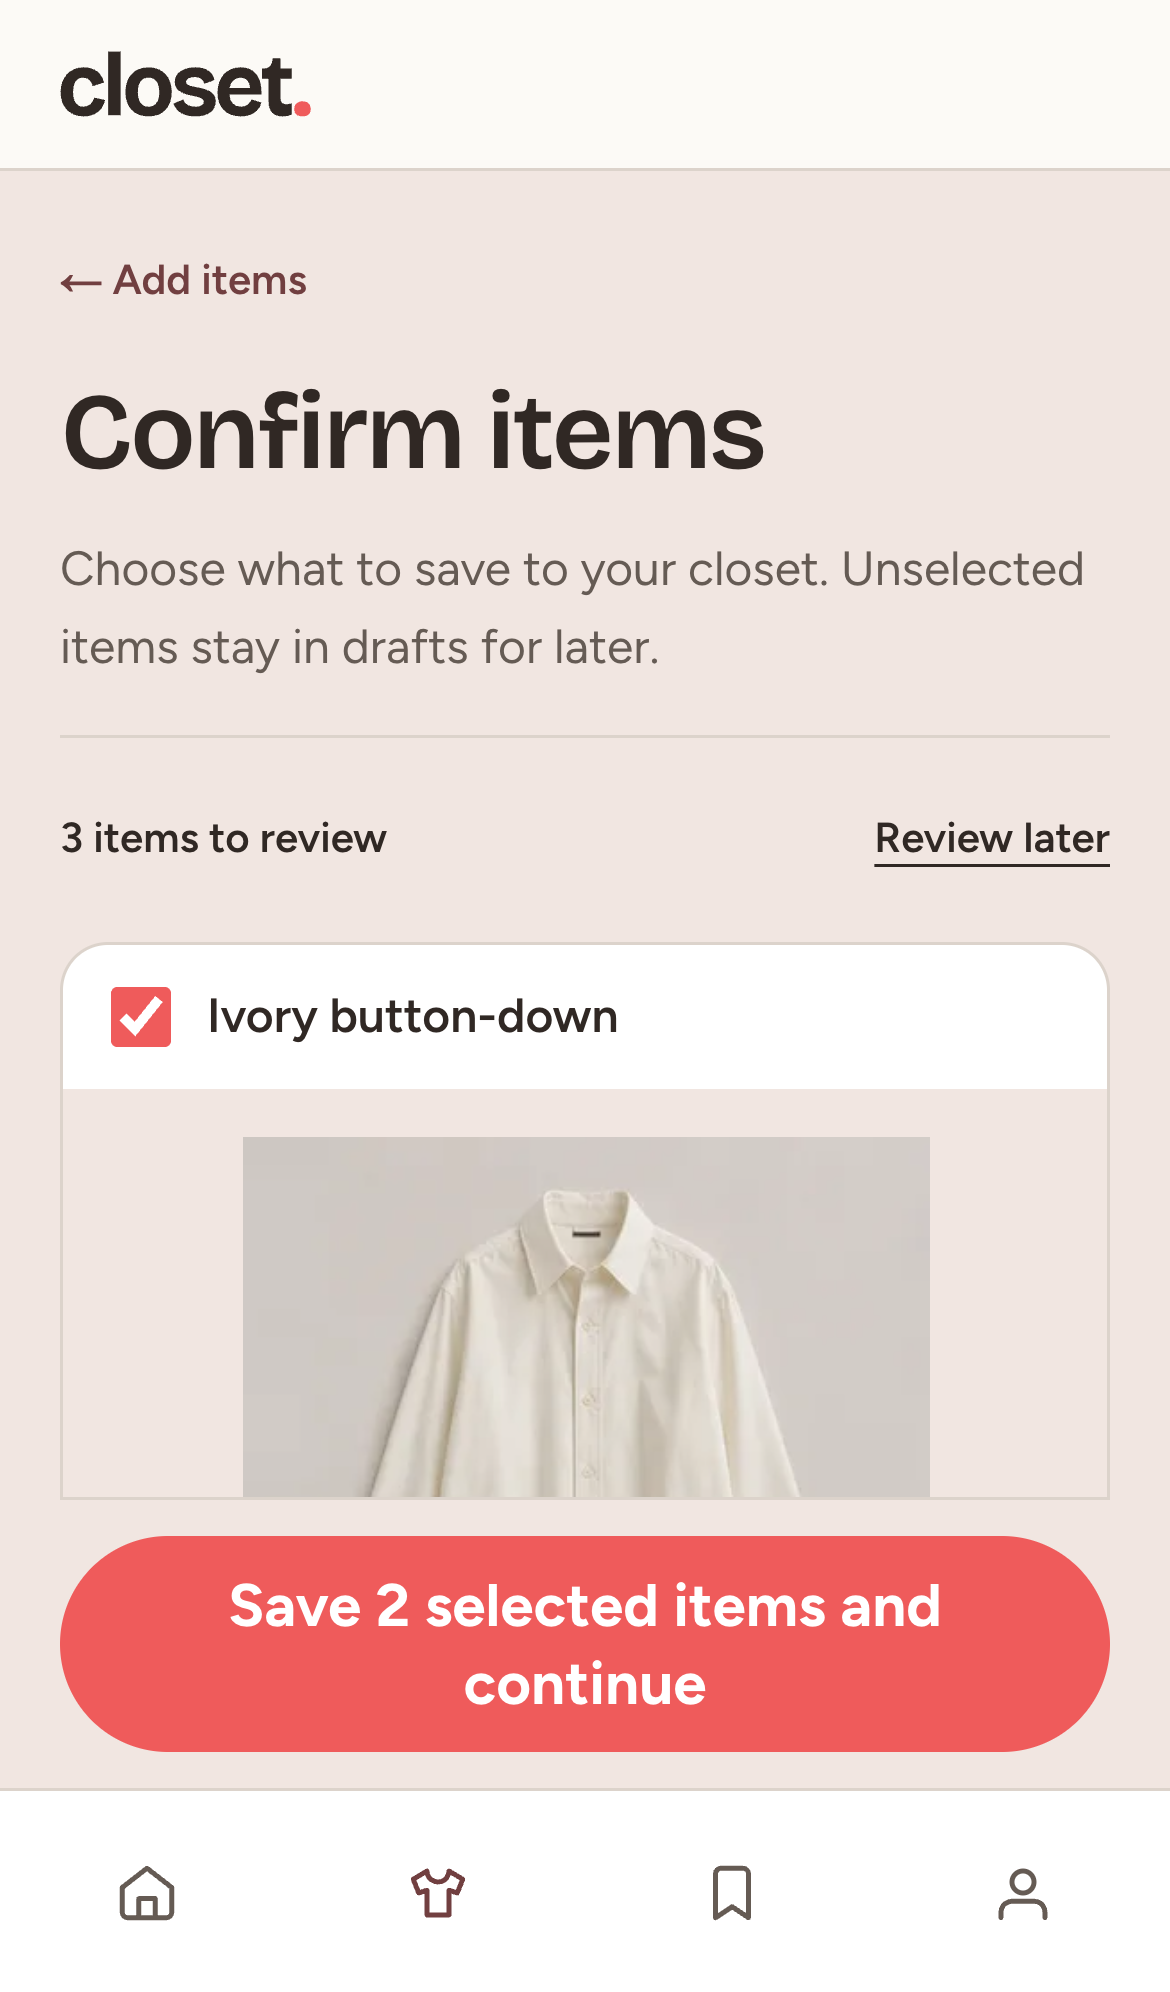 closet.
← Add items
Confirm items
Choose what to save to your closet. Unselected
items stay in drafts for later.
3 items to review
Review later
Ivory button-down
Save 2 selected items and
continue